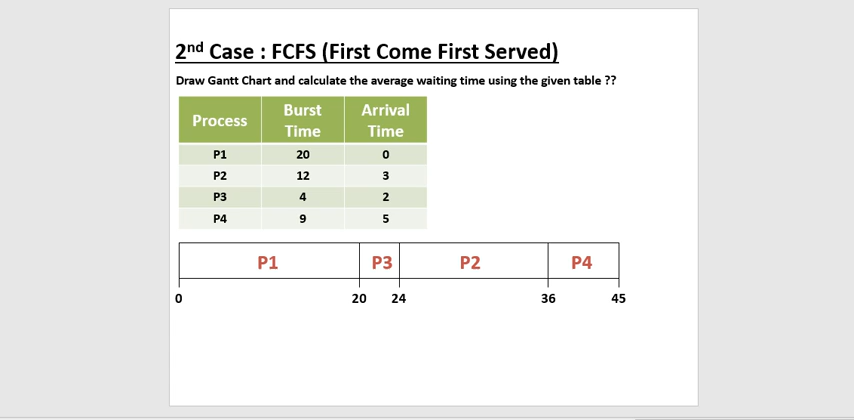 2nd Case : FCFS (First Come First Served)
Draw Gantt Chart and calculate the average waiting time using the given table ??
Process Burst Time Arrival Time
P1 20 0
P2 12 3
P3 4 2
P4 9 5
P1 P3 P2 P4
0 20 24 36 45